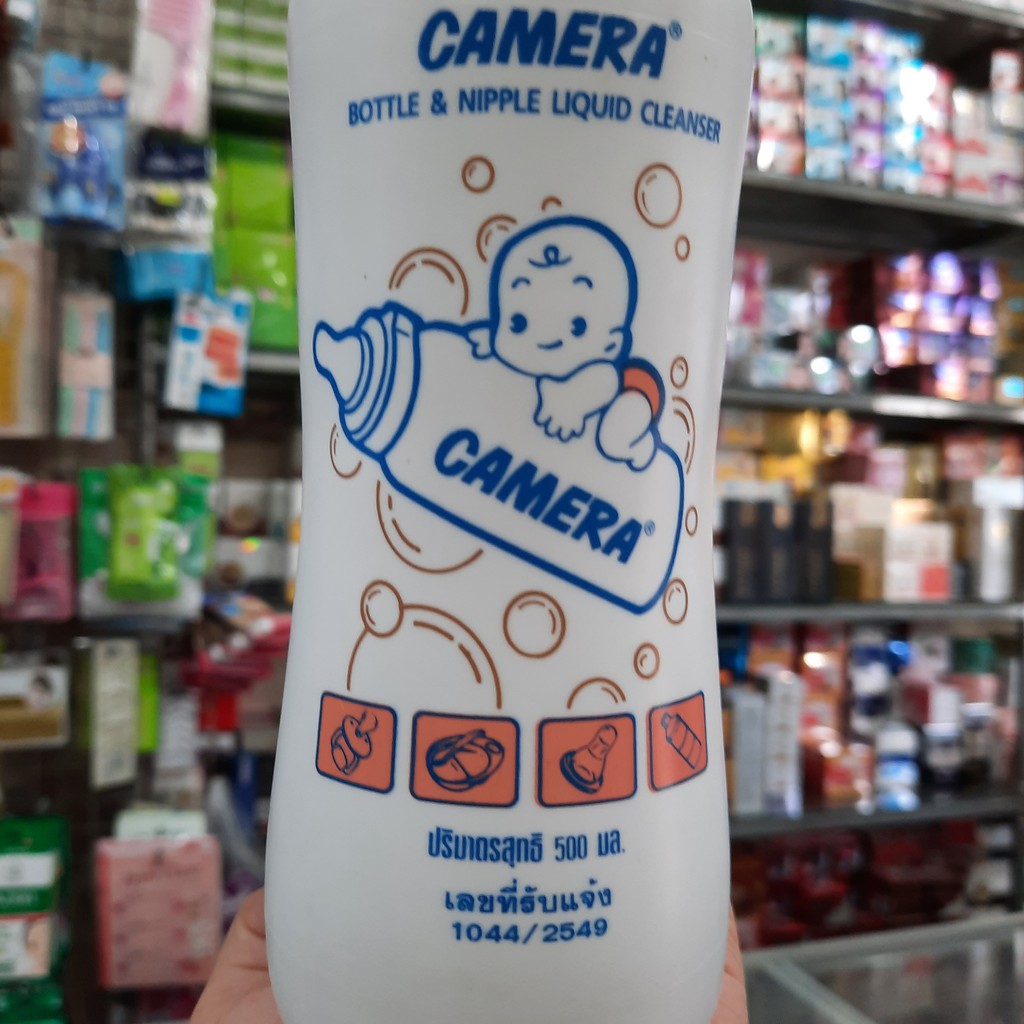 CAMERA®
BOTTLE & NIPPLE LIQUID CLEANSER
CAMERA®
ปริมาตรสุทธิ 500 มล.
เลขที่รับแจ้ง
1044/2549